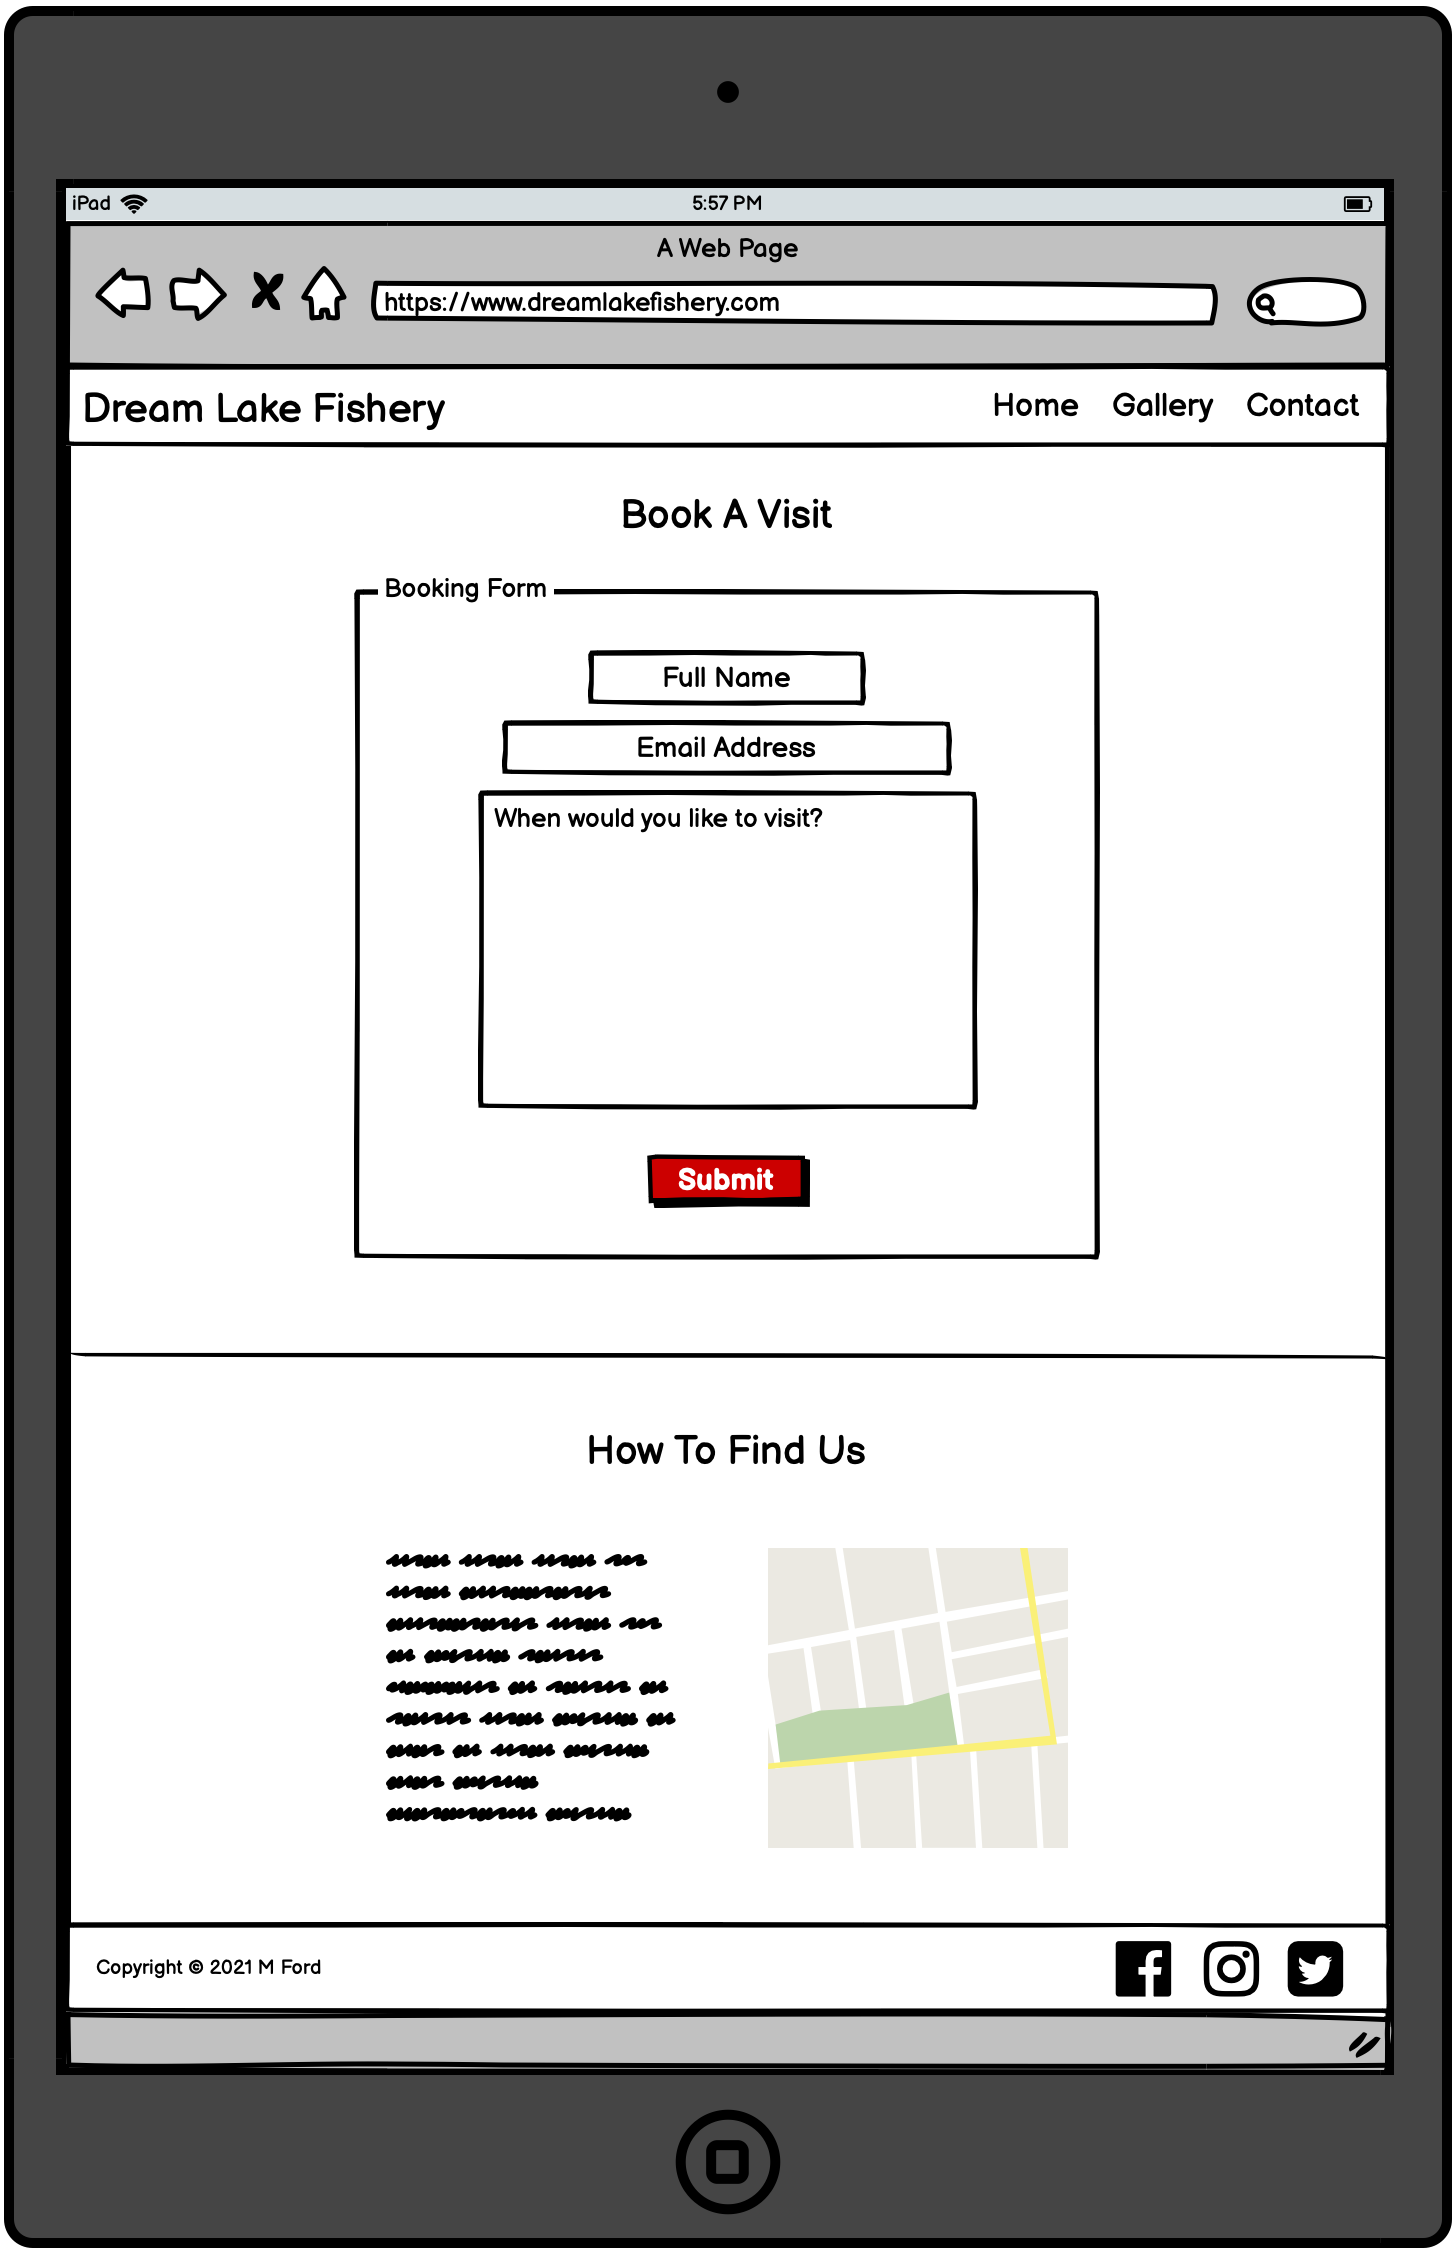 iPad
5:57 PM
A Web Page
https://www.dreamlakefishery.com
Dream Lake Fishery
Home Gallery Contact
Book A Visit
Booking Form
Full Name
Email Address
When would you like to visit?
Submit
How To Find Us
Copyright © 2021 M Ford